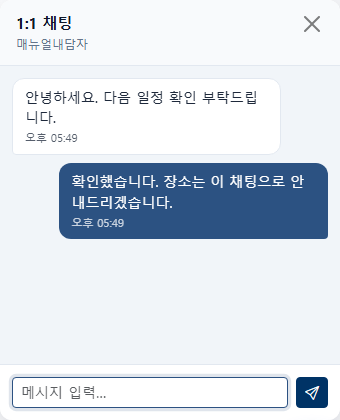 1:1 채팅
매뉴얼내담자
안녕하세요. 다음 일정 확인 부탁드립
니다.
오후 05:49
확인했습니다. 장소는 이 채팅으로 안
내드리겠습니다.
오후 05:49
메시지 입력...